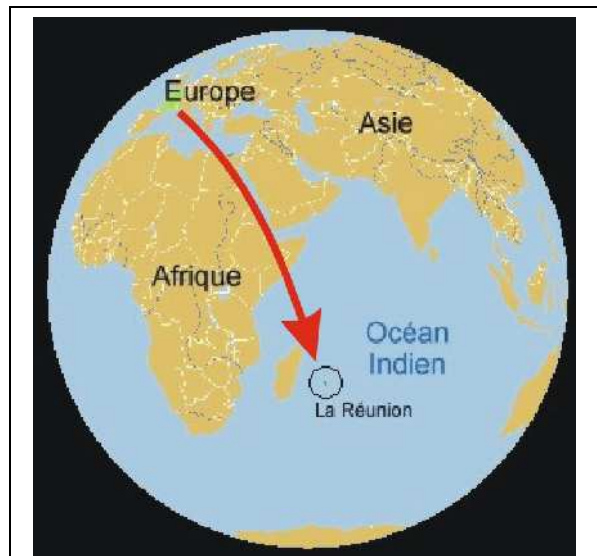 Europe
Asie
Afrique
Océan
Indien
La Réunion